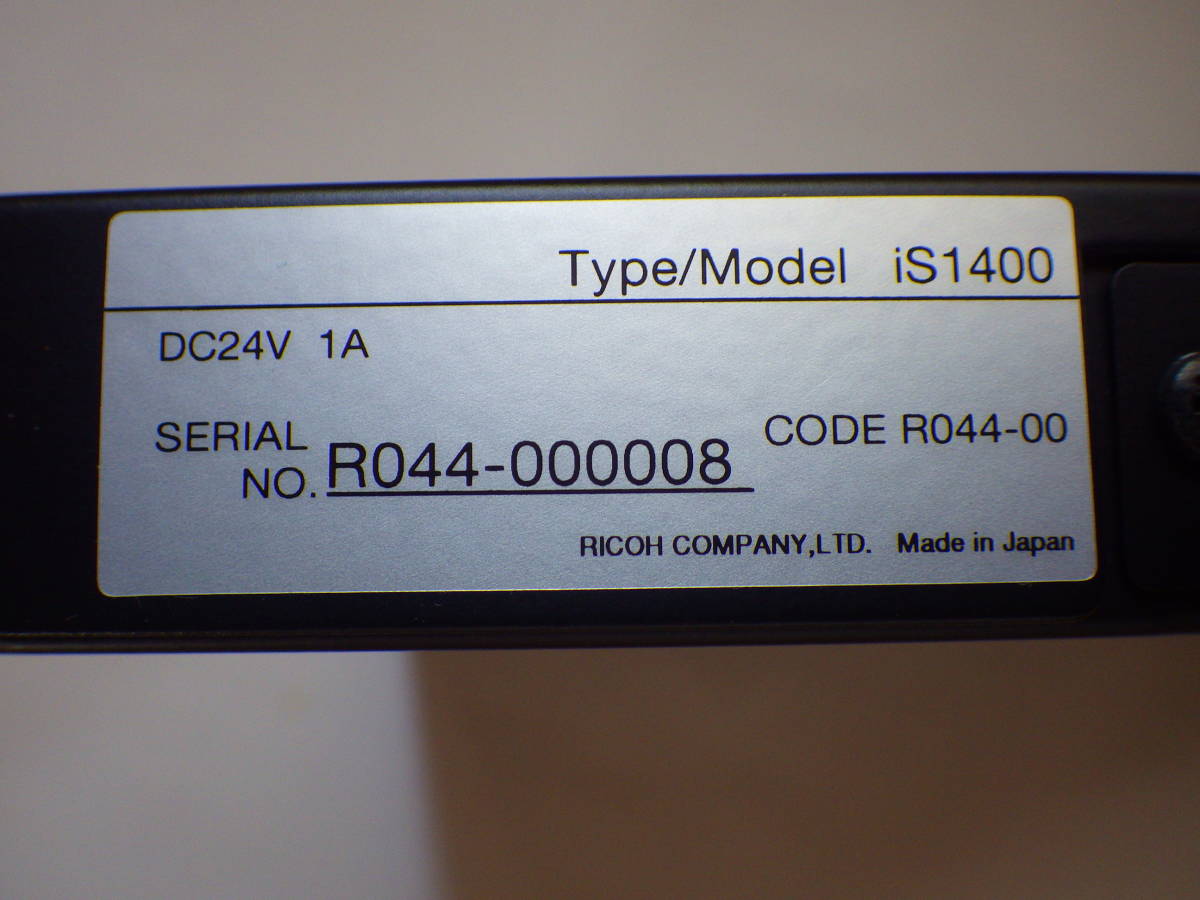 Type/Model iS1400
DC24V 1A
SERIAL NO. R044-000008
CODE R044-00
RICOH COMPANY,LTD. Made in Japan